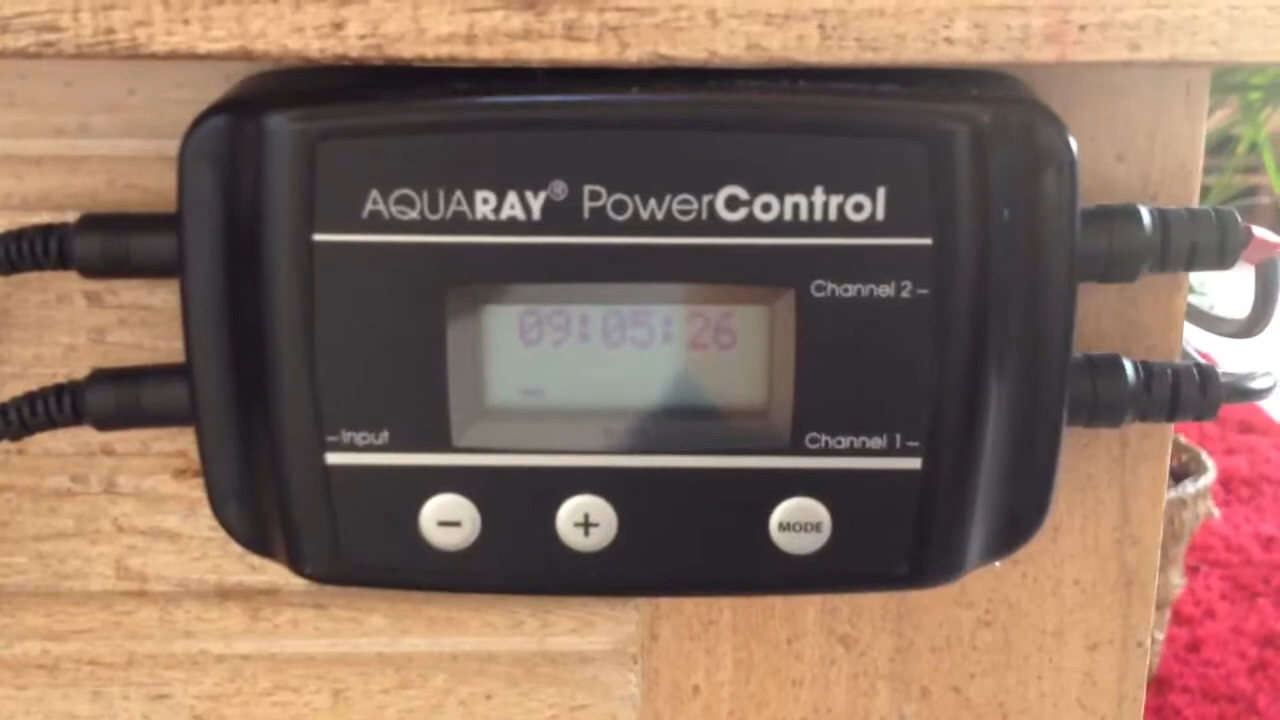 AQUARAY® PowerControl
Channel 2 –
09:05:26
– Input
Channel 1 –
– + MODE